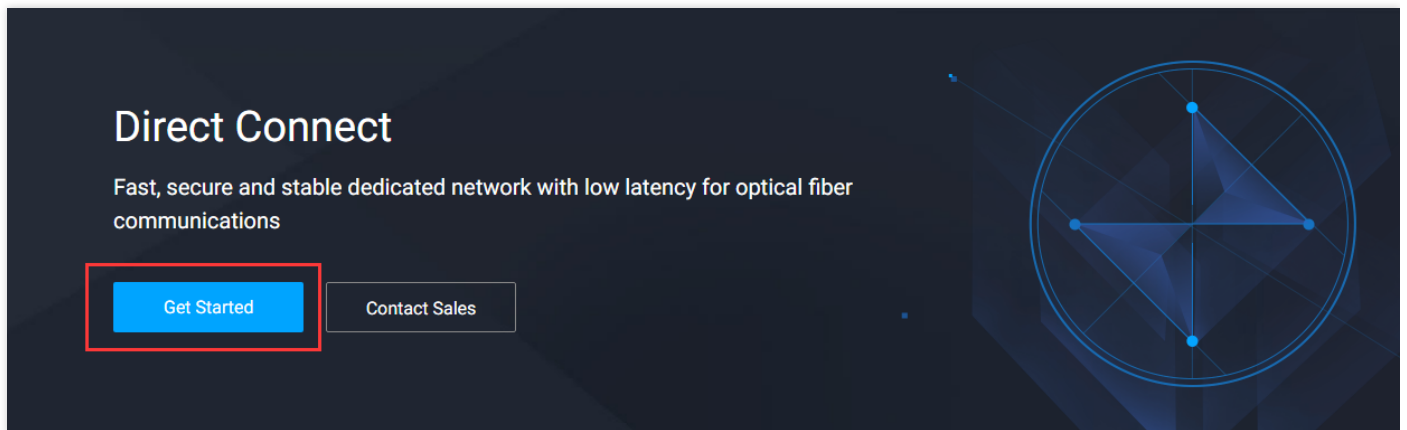 Direct Connect
Fast, secure and stable dedicated network with low latency for optical fiber
communications
Get Started
Contact Sales